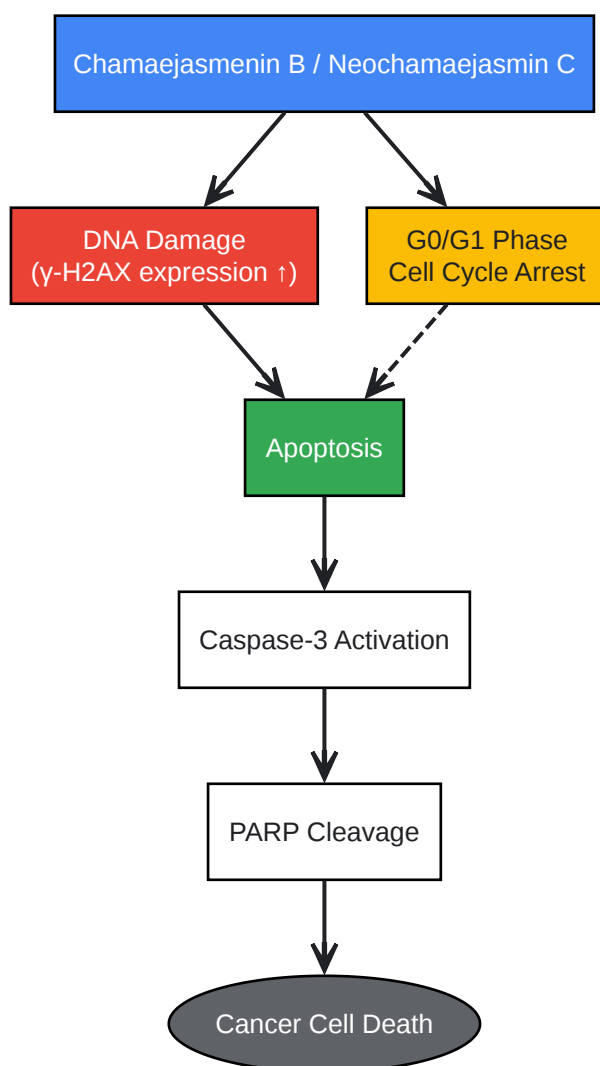 Chamaejasmenin B / Neochamaejasmin C
DNA Damage
(γ-H2AX expression ↑)
G0/G1 Phase
Cell Cycle Arrest
Apoptosis
Caspase-3 Activation
PARP Cleavage
Cancer Cell Death